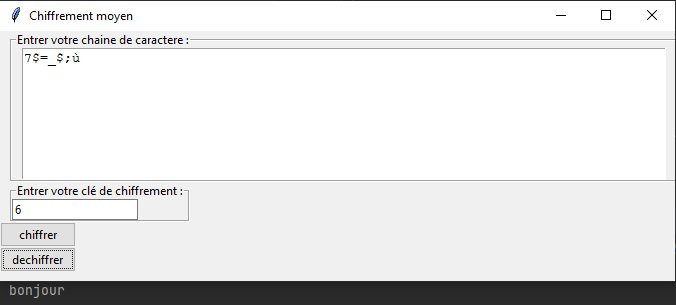 Chiffrement moyen
Entrer votre chaine de caractere :
7$=_$;ù
Entrer votre clé de chiffrement :
6
chiffrer
dechiffrer
bonjour